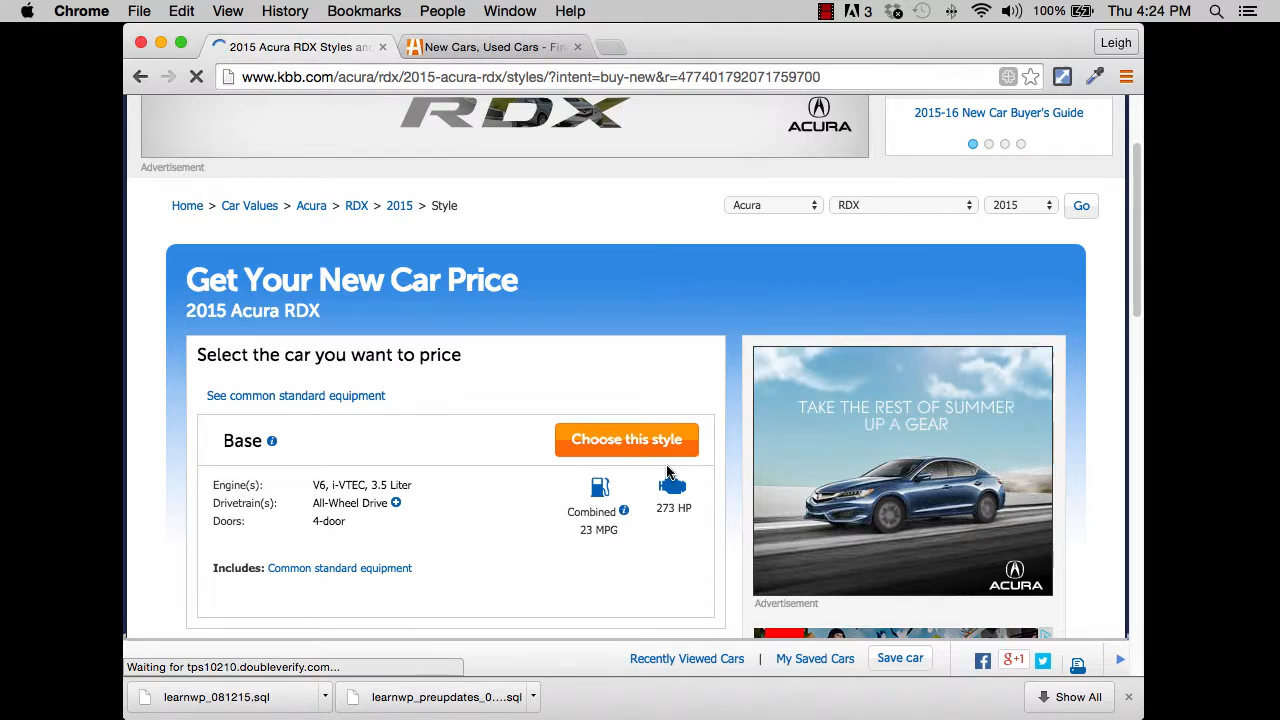 Chrome File Edit View History Bookmarks People Window Help 3 100% Thu 4:24 PM
2015 Acura RDX Styles and New Cars, Used Cars - Fin Leigh
www.kbb.com/acura/rdx/2015-acura-rdx/styles/?intent=buy-new&r=477401792071759700
RDX
ACURA
2015-16 New Car Buyer's Guide
Advertisement
Home > Car Values > Acura > RDX > 2015 > Style
Acura RDX 2015 Go
Get Your New Car Price
2015 Acura RDX
Select the car you want to price
See common standard equipment
Base Choose this style
Engine(s): V6, i-VTEC, 3.5 Liter
Drivetrain(s): All-Wheel Drive
Doors: 4-door
Combined
23 MPG
273 HP
Includes: Common standard equipment
TAKE THE REST OF SUMMER
UP A GEAR
ACURA
Advertisement
Recently Viewed Cars | My Saved Cars Save car g+1
Waiting for tps10210.doubleverify.com...
learnwp_081215.sql learnwp_preupdates_0....sql Show All